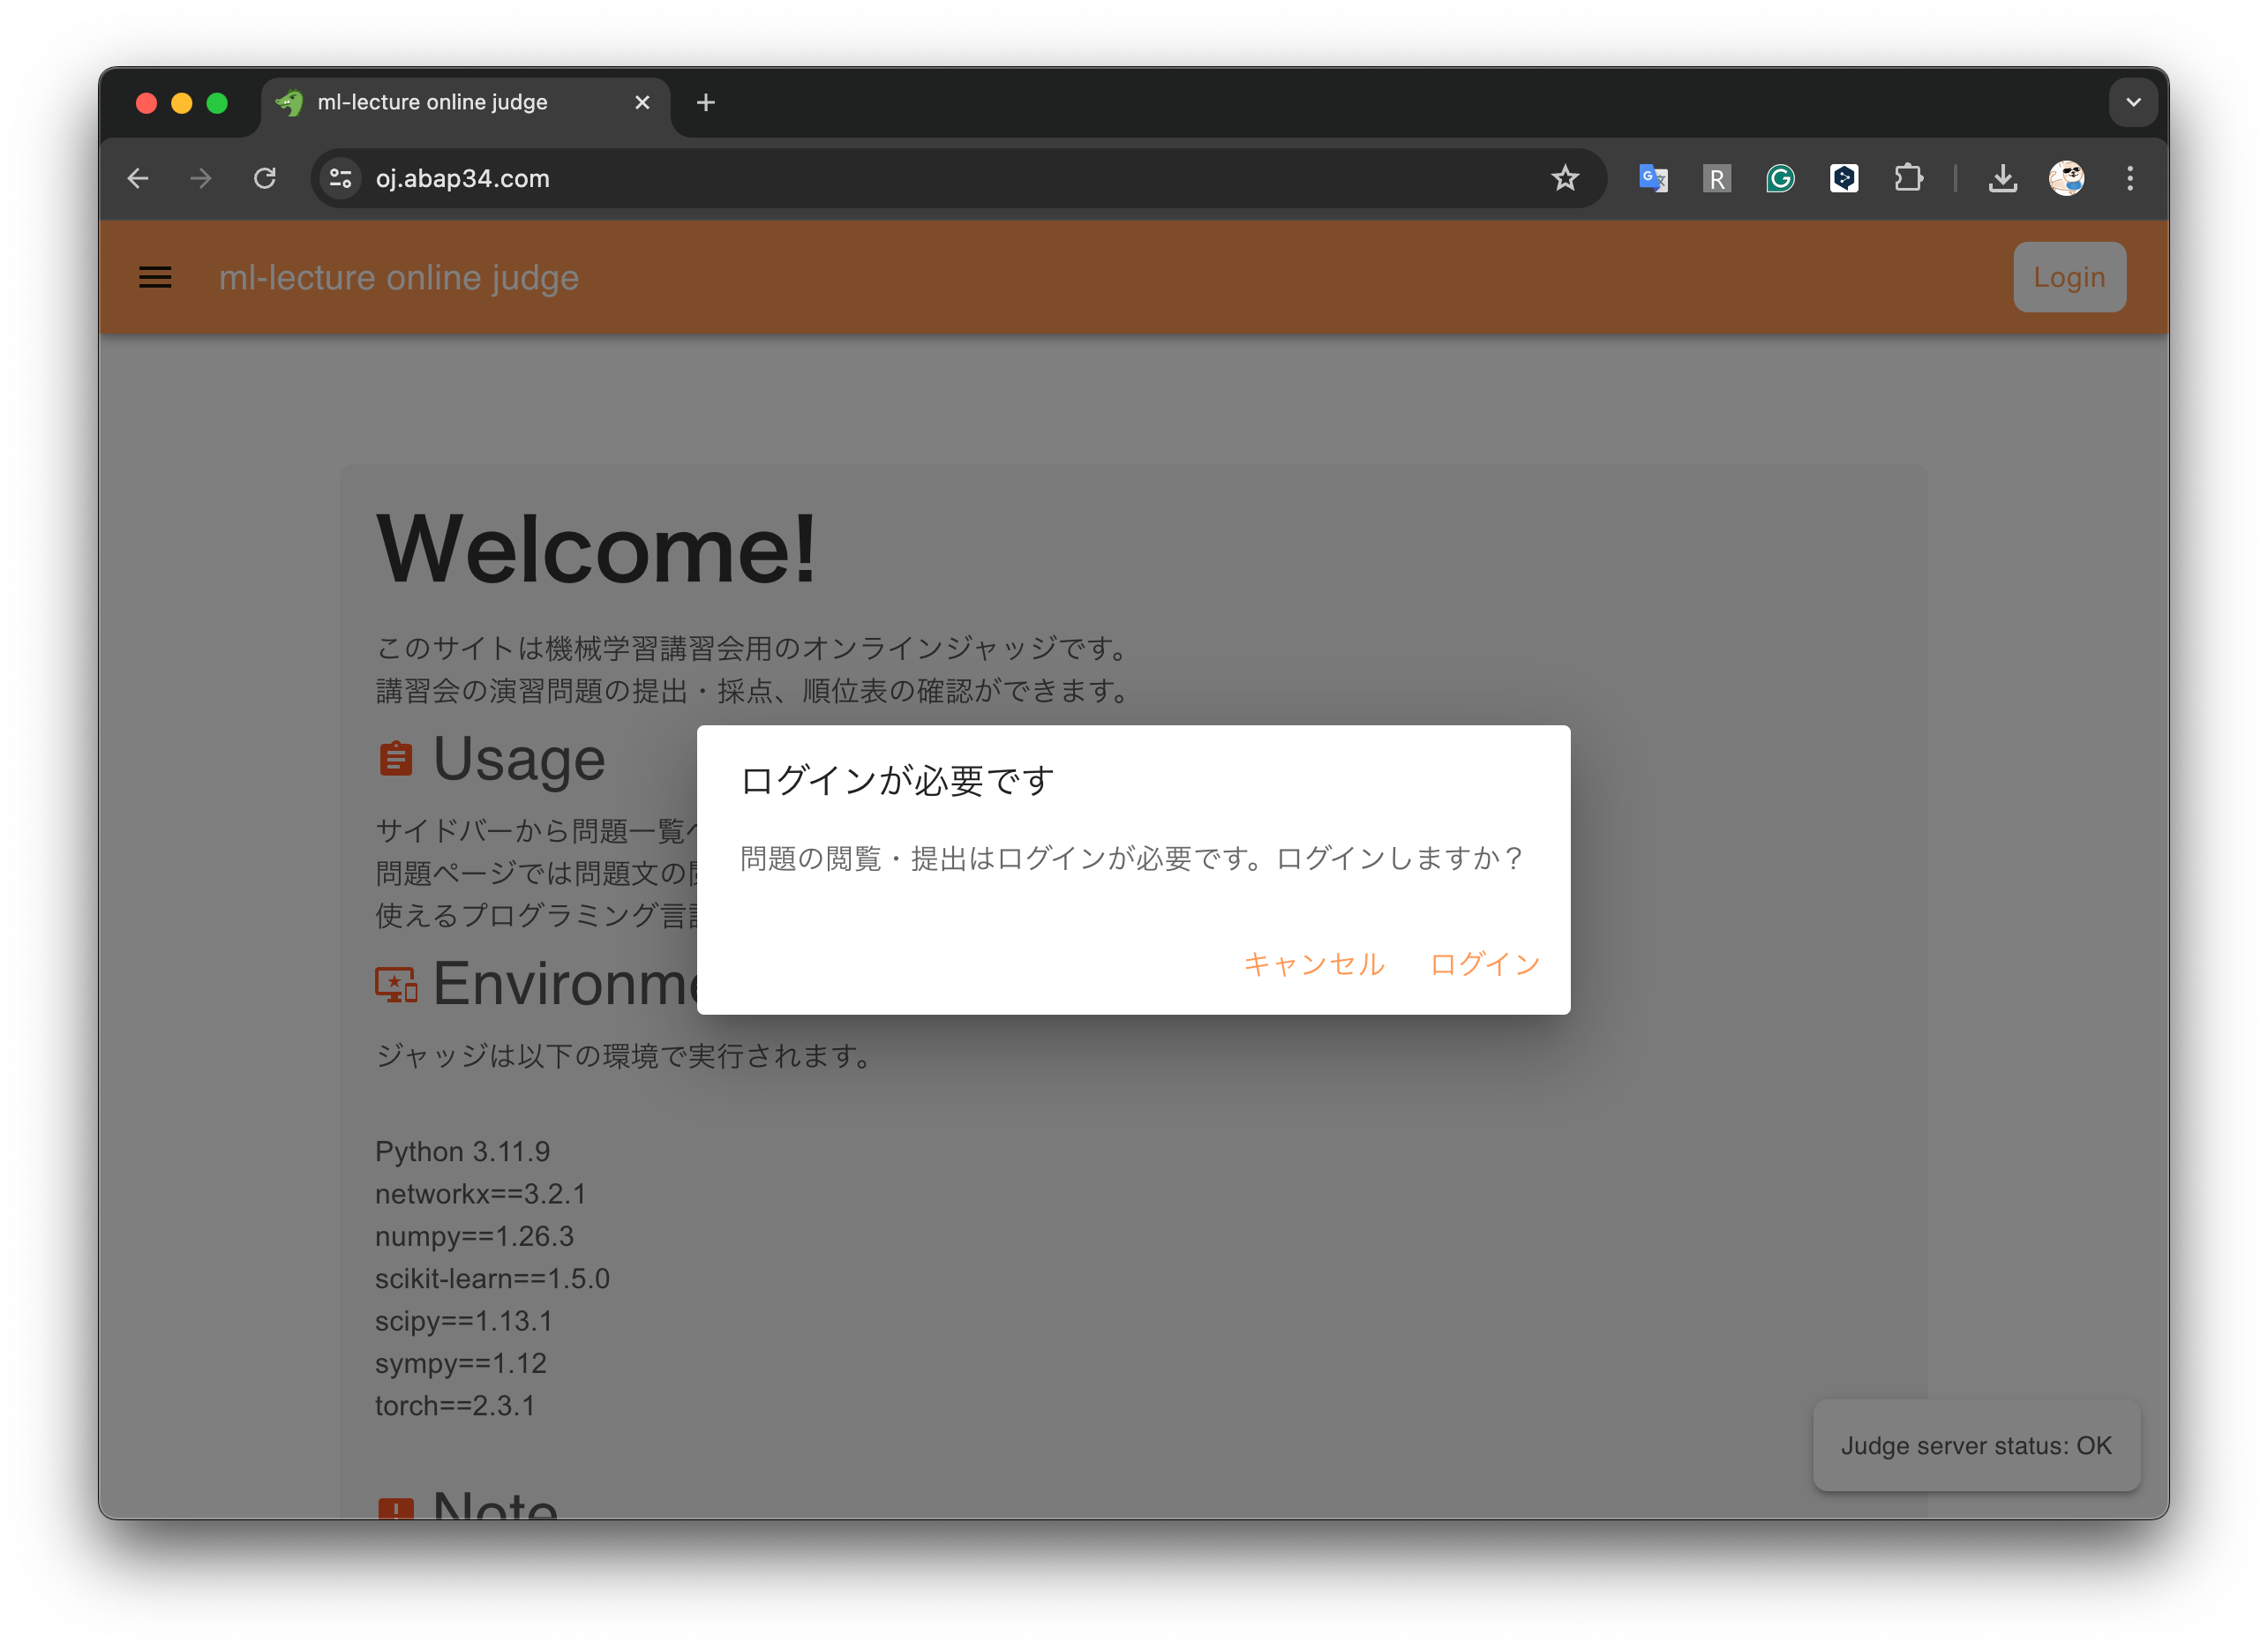 ml-lecture online judge
oj.abap34.com
ml-lecture online judge
Login
Welcome!
このサイトは機械学習講習会用のオンラインジャッジです。
講習会の演習問題の提出・採点、順位表の確認ができます。
Usage
サイドバーから問題一覧
問題ページでは問題文の
使えるプログラミング言
ログインが必要です
問題の閲覧・提出はログインが必要です。ログインしますか？
キャンセル ログイン
Environme
ジャッジは以下の環境で実行されます。
Python 3.11.9
networkx==3.2.1
numpy==1.26.3
scikit-learn==1.5.0
scipy==1.13.1
sympy==1.12
torch==2.3.1
Judge server status: OK
Note